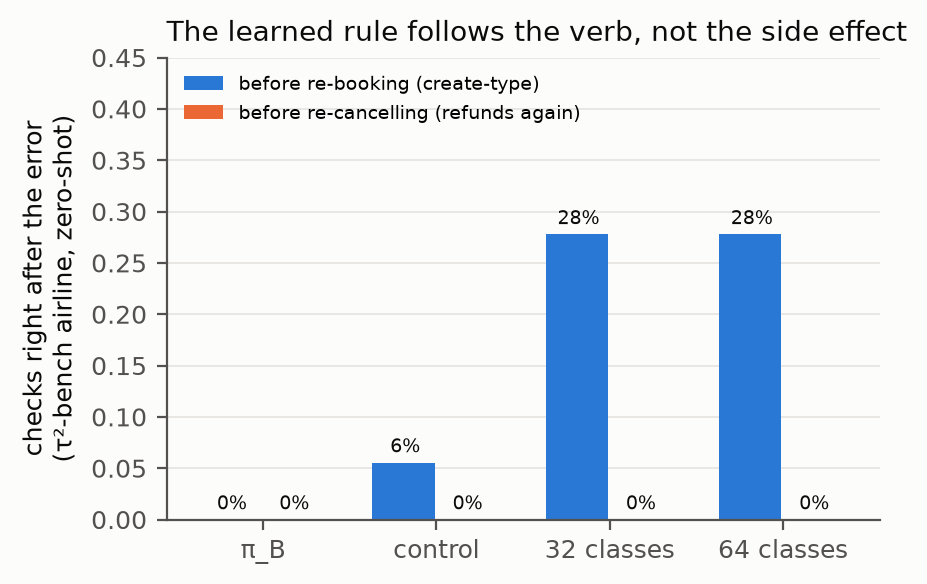 The learned rule follows the verb, not the side effect
before re-booking (create-type)
before re-cancelling (refunds again)
checks right after the error
(τ²-bench airline, zero-shot)
0.45
0.40
0.35
0.30
0.25
0.20
0.15
0.10
0.05
0.00
0% 0% 6% 0% 28% 0% 28% 0%
π_B control 32 classes 64 classes